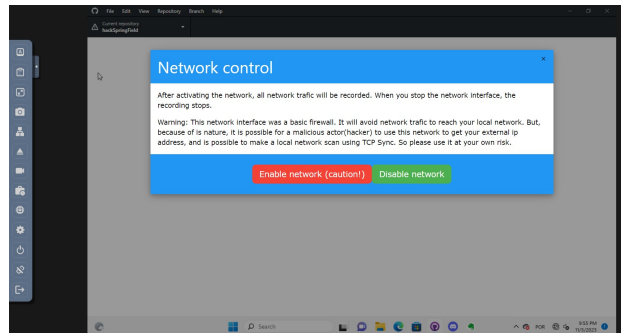 File Edit View Repository Branch Help
Current repository
hackSpringField
Network control
×
After activating the network, all network trafic will be recorded. When you stop the network interface, the
recording stops.
Warning: This network interface was a basic firewall. It will avoid network trafic to reach your local network. But,
because of is nature, it is possible for a malicious actor(hacker) to use this network to get your external ip
address, and is possible to make a local network scan using TCP Sync. So please use it at your own risk.
Enable network (caution!) Disable network
Search
POR
9:55 PM
11/5/2023